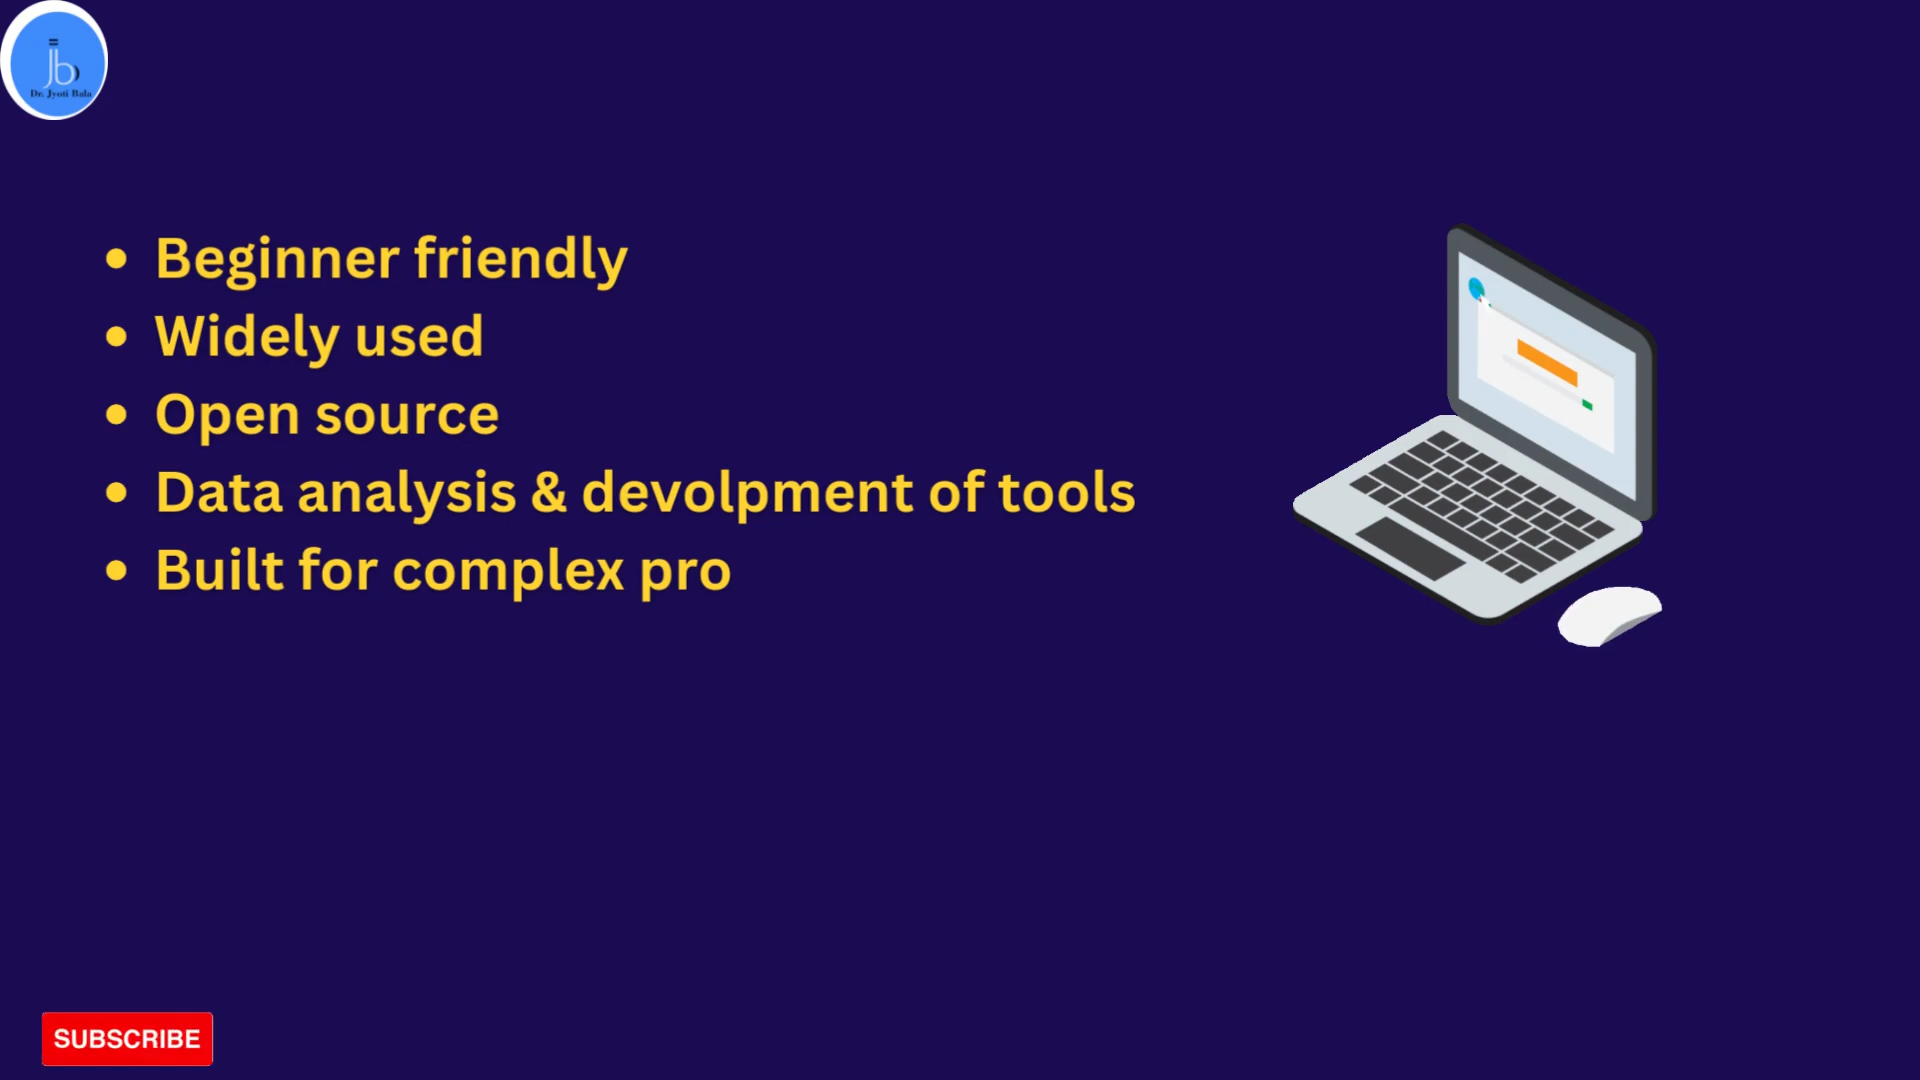 jb
Dr. Jyoti Bala
• Beginner friendly
• Widely used
• Open source
• Data analysis & devolpment of tools
• Built for complex pro
SUBSCRIBE